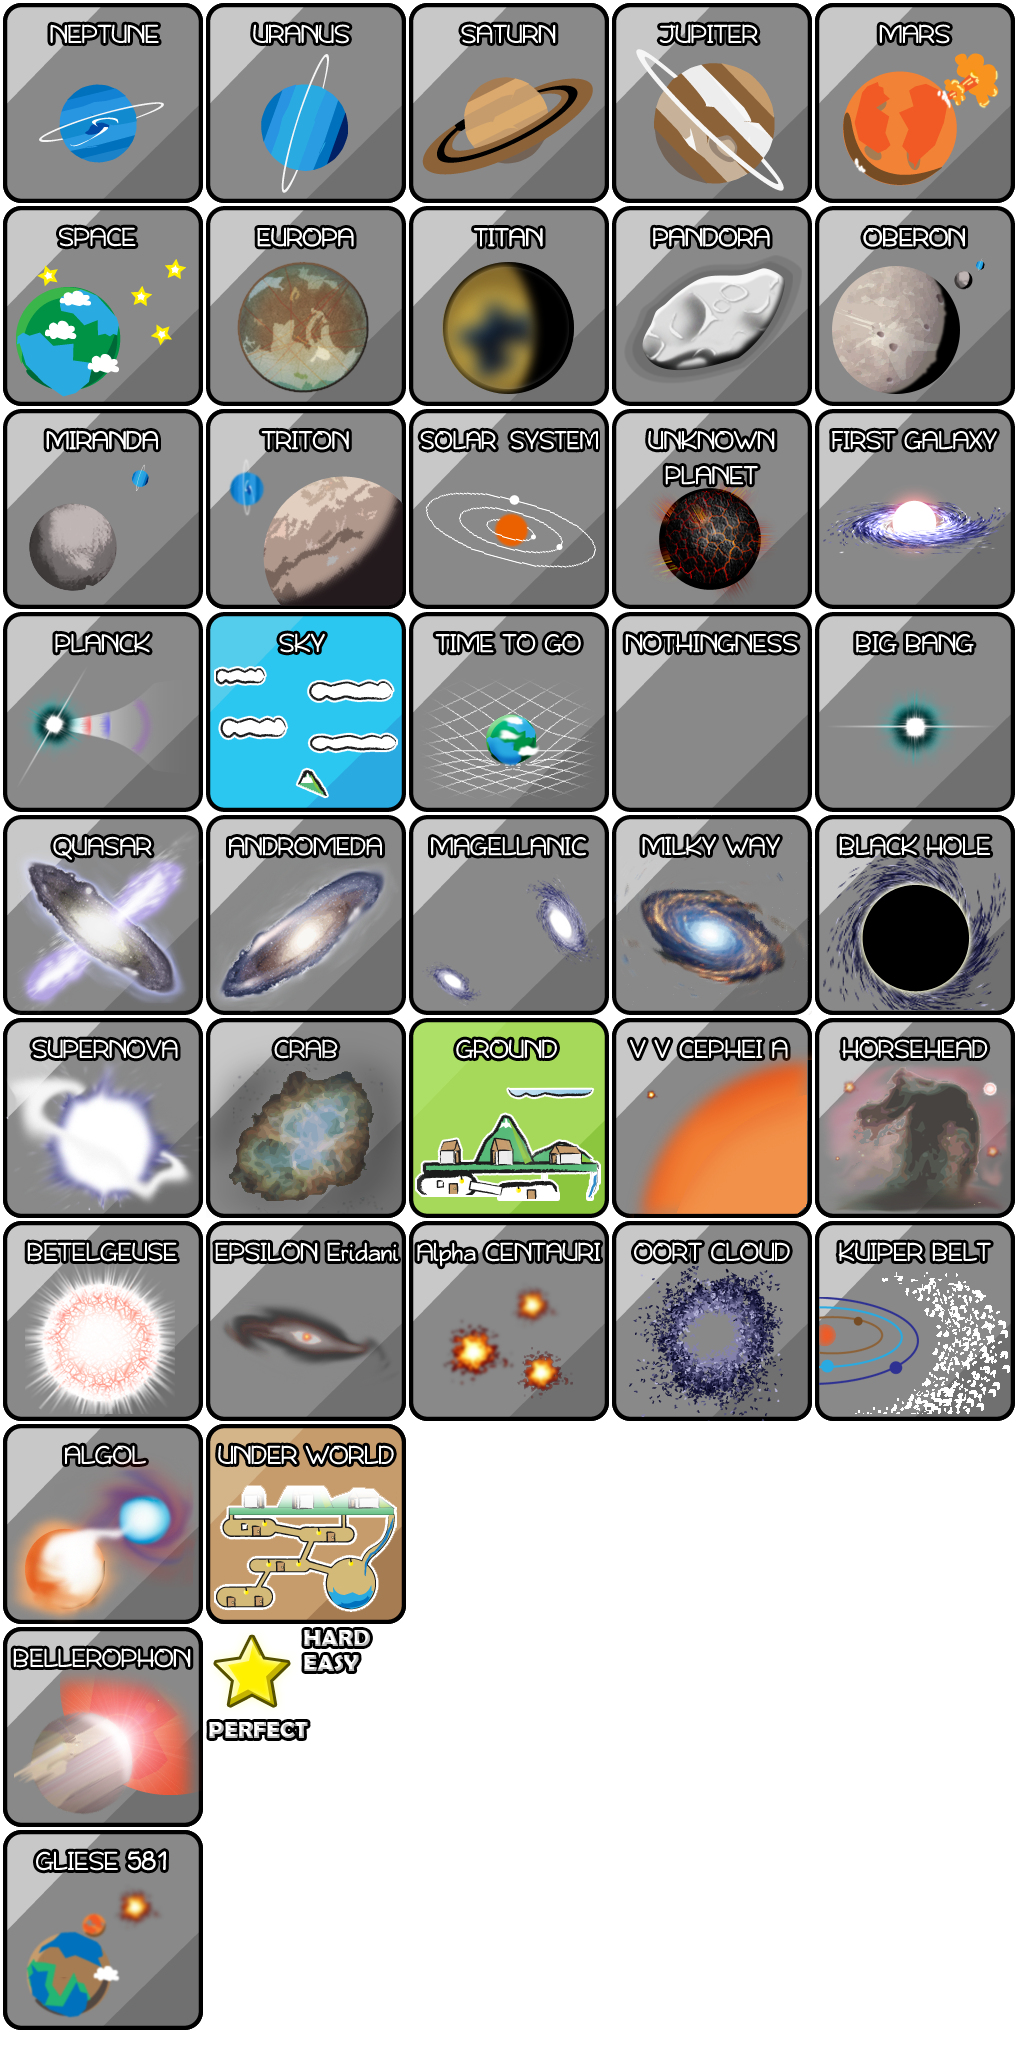 NEPTUNE
URANUS
SATURN
JUPITER
MARS
SPACE
EUROPA
TITAN
PANDORA
OBERON
MIRANDA
TRITON
SOLAR SYSTEM
UNKNOWN
PLANET
FIRST GALAXY
PLANCK
SKY
TIME TO GO
NOTHINGNESS
BIG BANG
QUASAR
ANDROMEDA
MAGELLANIC
MILKY WAY
BLACK HOLE
SUPERNOVA
CRAB
GROUND
V V CEPHEI A
HORSEHEAD
BETELGEUSE
EPSILON Eridani
Alpha CENTAURI
OORT CLOUD
KUIPER BELT
ALGOL
UNDER WORLD
BELLEROPHON
HARD
EASY
PERFECT
GLIESE 581